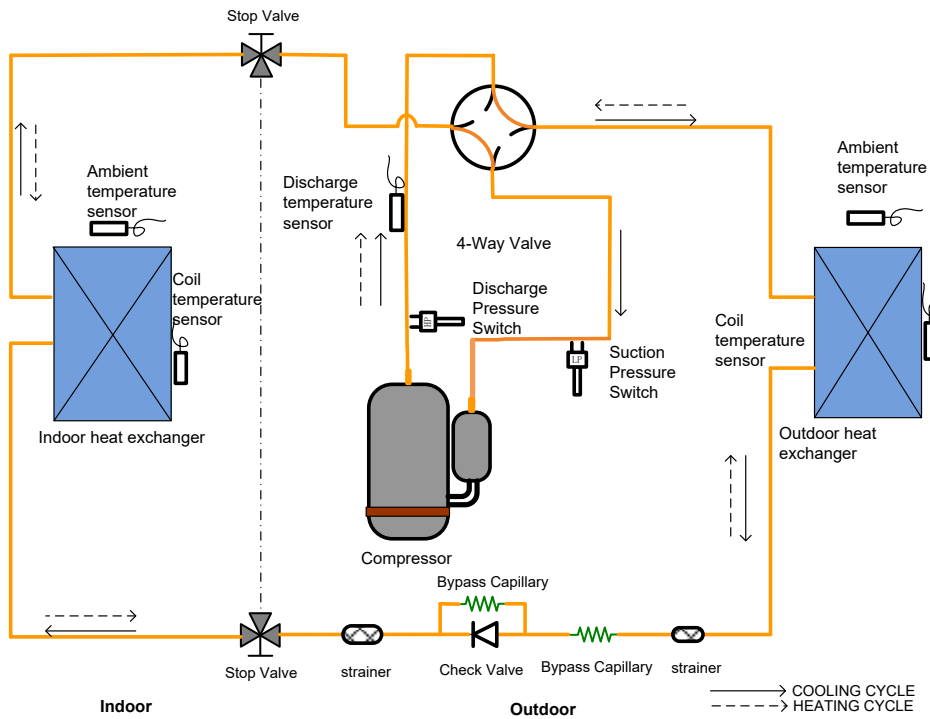 Stop Valve
Ambient
temperature
sensor
Discharge
temperature
sensor
Ambient
temperature
sensor
4-Way Valve
Coil
temperature
sensor
Discharge
Pressure
Switch
HP
Suction
Pressure
Switch
LP
Coil
temperature
sensor
Indoor heat exchanger
Outdoor heat
exchanger
Compressor
Bypass Capillary
Stop Valve
strainer
Check Valve
Bypass Capillary
strainer
Indoor
Outdoor
COOLING CYCLE
HEATING CYCLE